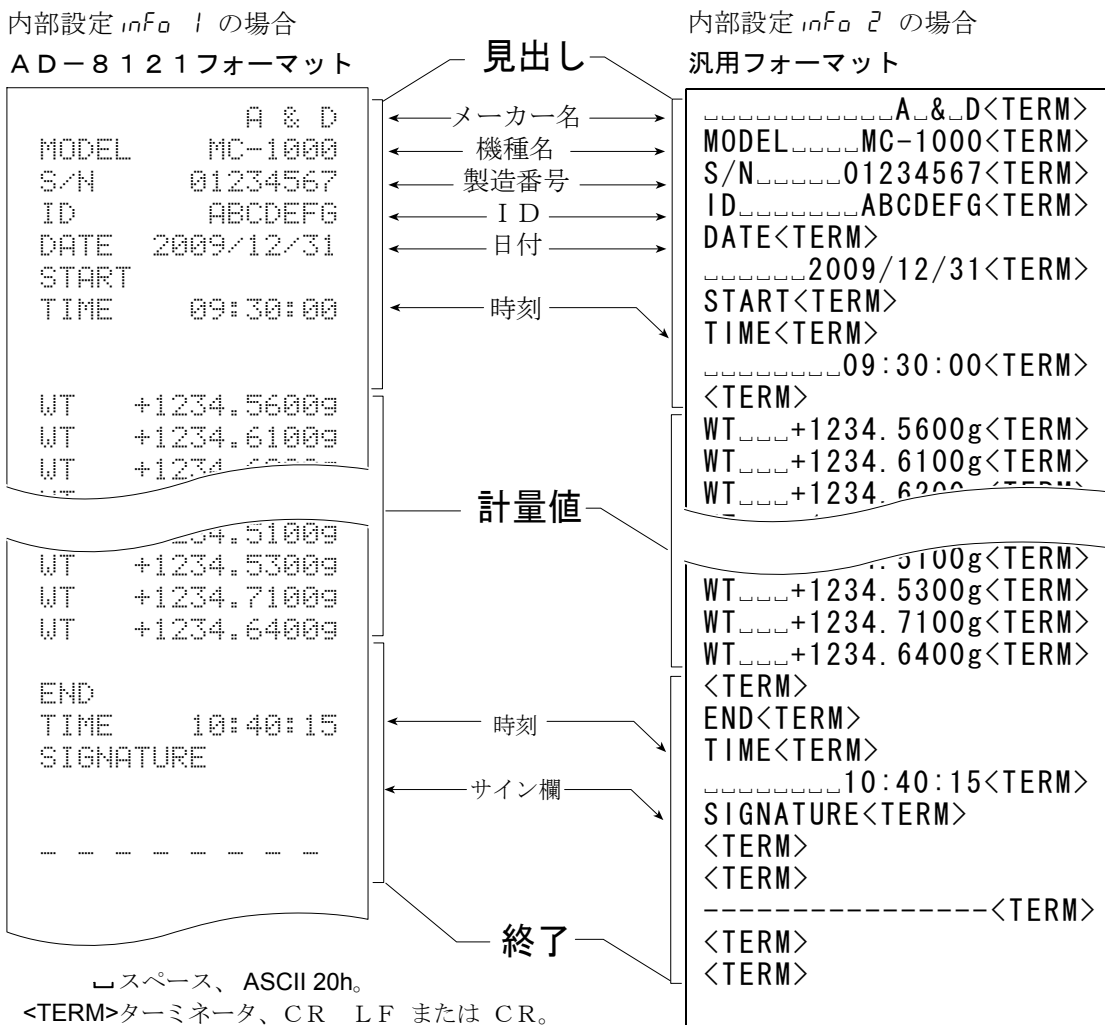 内部設定 inFo 1 の場合
AD-8121フォーマット
A & D
MODEL MC-1000
S/N 01234567
ID ABCDEFG
DATE 2009/12/31
START
TIME 09:30:00
WT +1234.5600g
WT +1234.6100g
WT +1234
51009
WT +1234.5300g
WT +1234.7100g
WT +1234.6400g
END
TIME 10:40:15
SIGNATURE
_ _ _ _ _ _ _ _
見出し
メーカー名
機種名
製造番号
ID
日付
時刻
計量値
時刻
サイン欄
終了
内部設定 inFo 2 の場合
汎用フォーマット
␣␣␣␣␣␣␣␣␣␣␣A␣&␣D<TERM>
MODEL␣␣␣␣MC-1000<TERM>
S/N␣␣␣␣␣01234567<TERM>
ID␣␣␣␣␣␣␣ABCDEFG<TERM>
DATE<TERM>
␣␣␣␣␣␣2009/12/31<TERM>
START<TERM>
TIME<TERM>
␣␣␣␣␣␣␣␣09:30:00<TERM>
<TERM>
WT␣␣␣+1234.5600g<TERM>
WT␣␣␣+1234.6100g<TERM>
WT␣␣␣+1234.6200
5100g<TERM>
WT␣␣␣+1234.5300g<TERM>
WT␣␣␣+1234.7100g<TERM>
WT␣␣␣+1234.6400g<TERM>
<TERM>
END<TERM>
TIME<TERM>
␣␣␣␣␣␣␣␣10:40:15<TERM>
SIGNATURE<TERM>
<TERM>
<TERM>
----------------<TERM>
<TERM>
<TERM>
␣スペース、 ASCII 20h。
<TERM>ターミネータ、CR LF または CR。